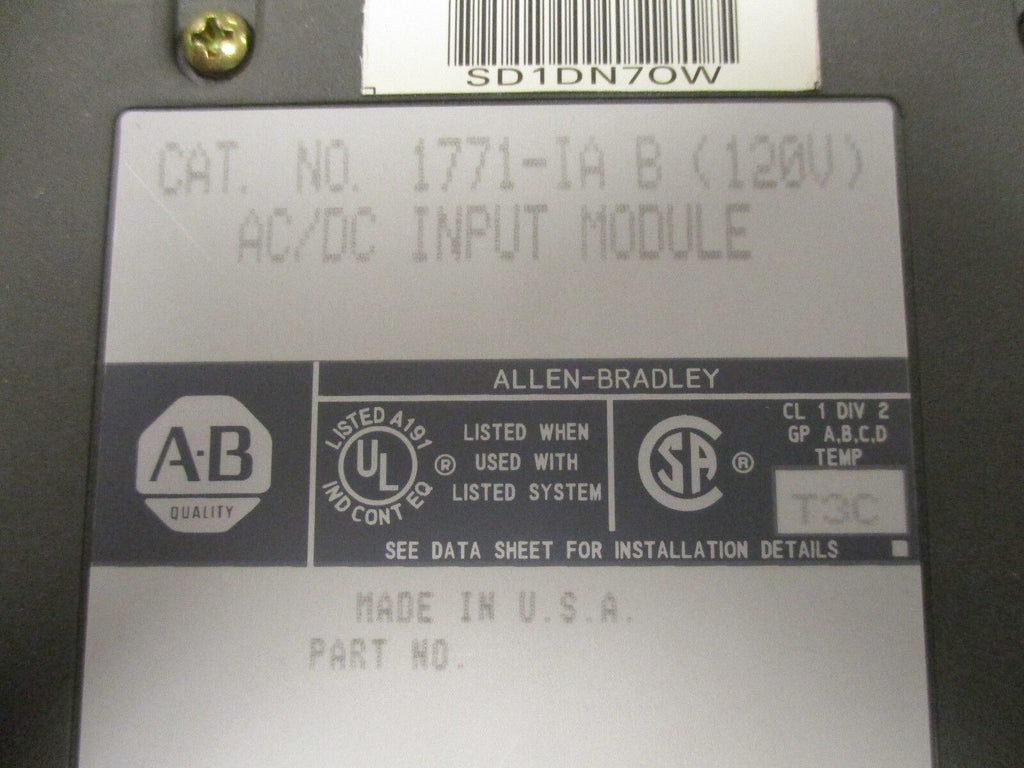 SD1DN7OW
CAT. NO. 1771-IA B (120V)
AC/DC INPUT MODULE
ALLEN-BRADLEY
A·B
QUALITY
LISTED A191
UL
IND CONT EQ
®
LISTED WHEN
USED WITH
LISTED SYSTEM
SA
®
CL 1 DIV 2
GP A,B,C,D
TEMP
T3C
SEE DATA SHEET FOR INSTALLATION DETAILS
MADE IN U.S.A.
PART NO.